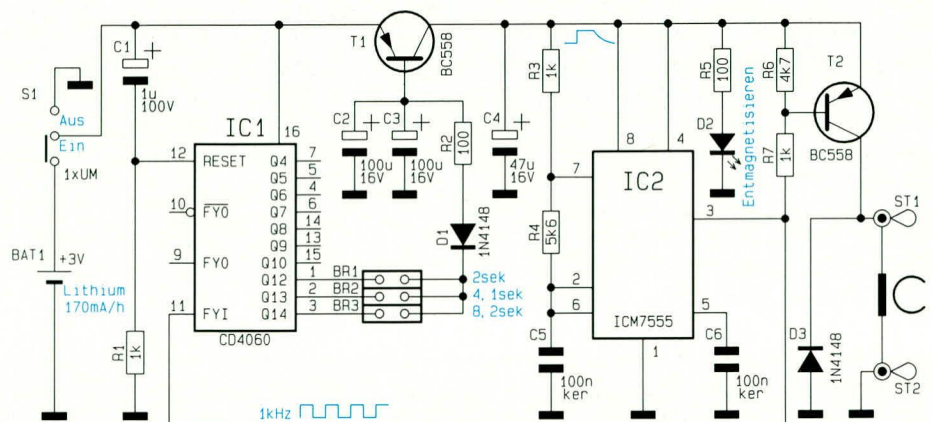 C1
+
1u
100V
S1
Aus
Ein
1xUM
BAT1
+3V
Lithium
170mA/h
R1
1k
IC1
16
12
RESET
10
FY0
9
FY0
11
FYI
Q4
7
Q5
5
Q6
4
Q7
6
Q8
14
Q9
13
Q10
15
Q12
1
Q13
2
Q14
3
CD4060
BR1
BR2
BR3
2sek
4,1sek
8,2sek
1kHz
T1
BC558
C2
+
100u
16V
C3
+
100u
16V
R2
100
D1
1N4148
C4
+
47u
16V
R3
1k
R4
5k6
C5
100n
ker
8
4
7
IC2
3
2
6
5
ICM7555
1
C6
100n
ker
R5
100
D2
Entmagnetisieren
R6
4k7
R7
1k
T2
BC558
D3
1N4148
ST1
ST2